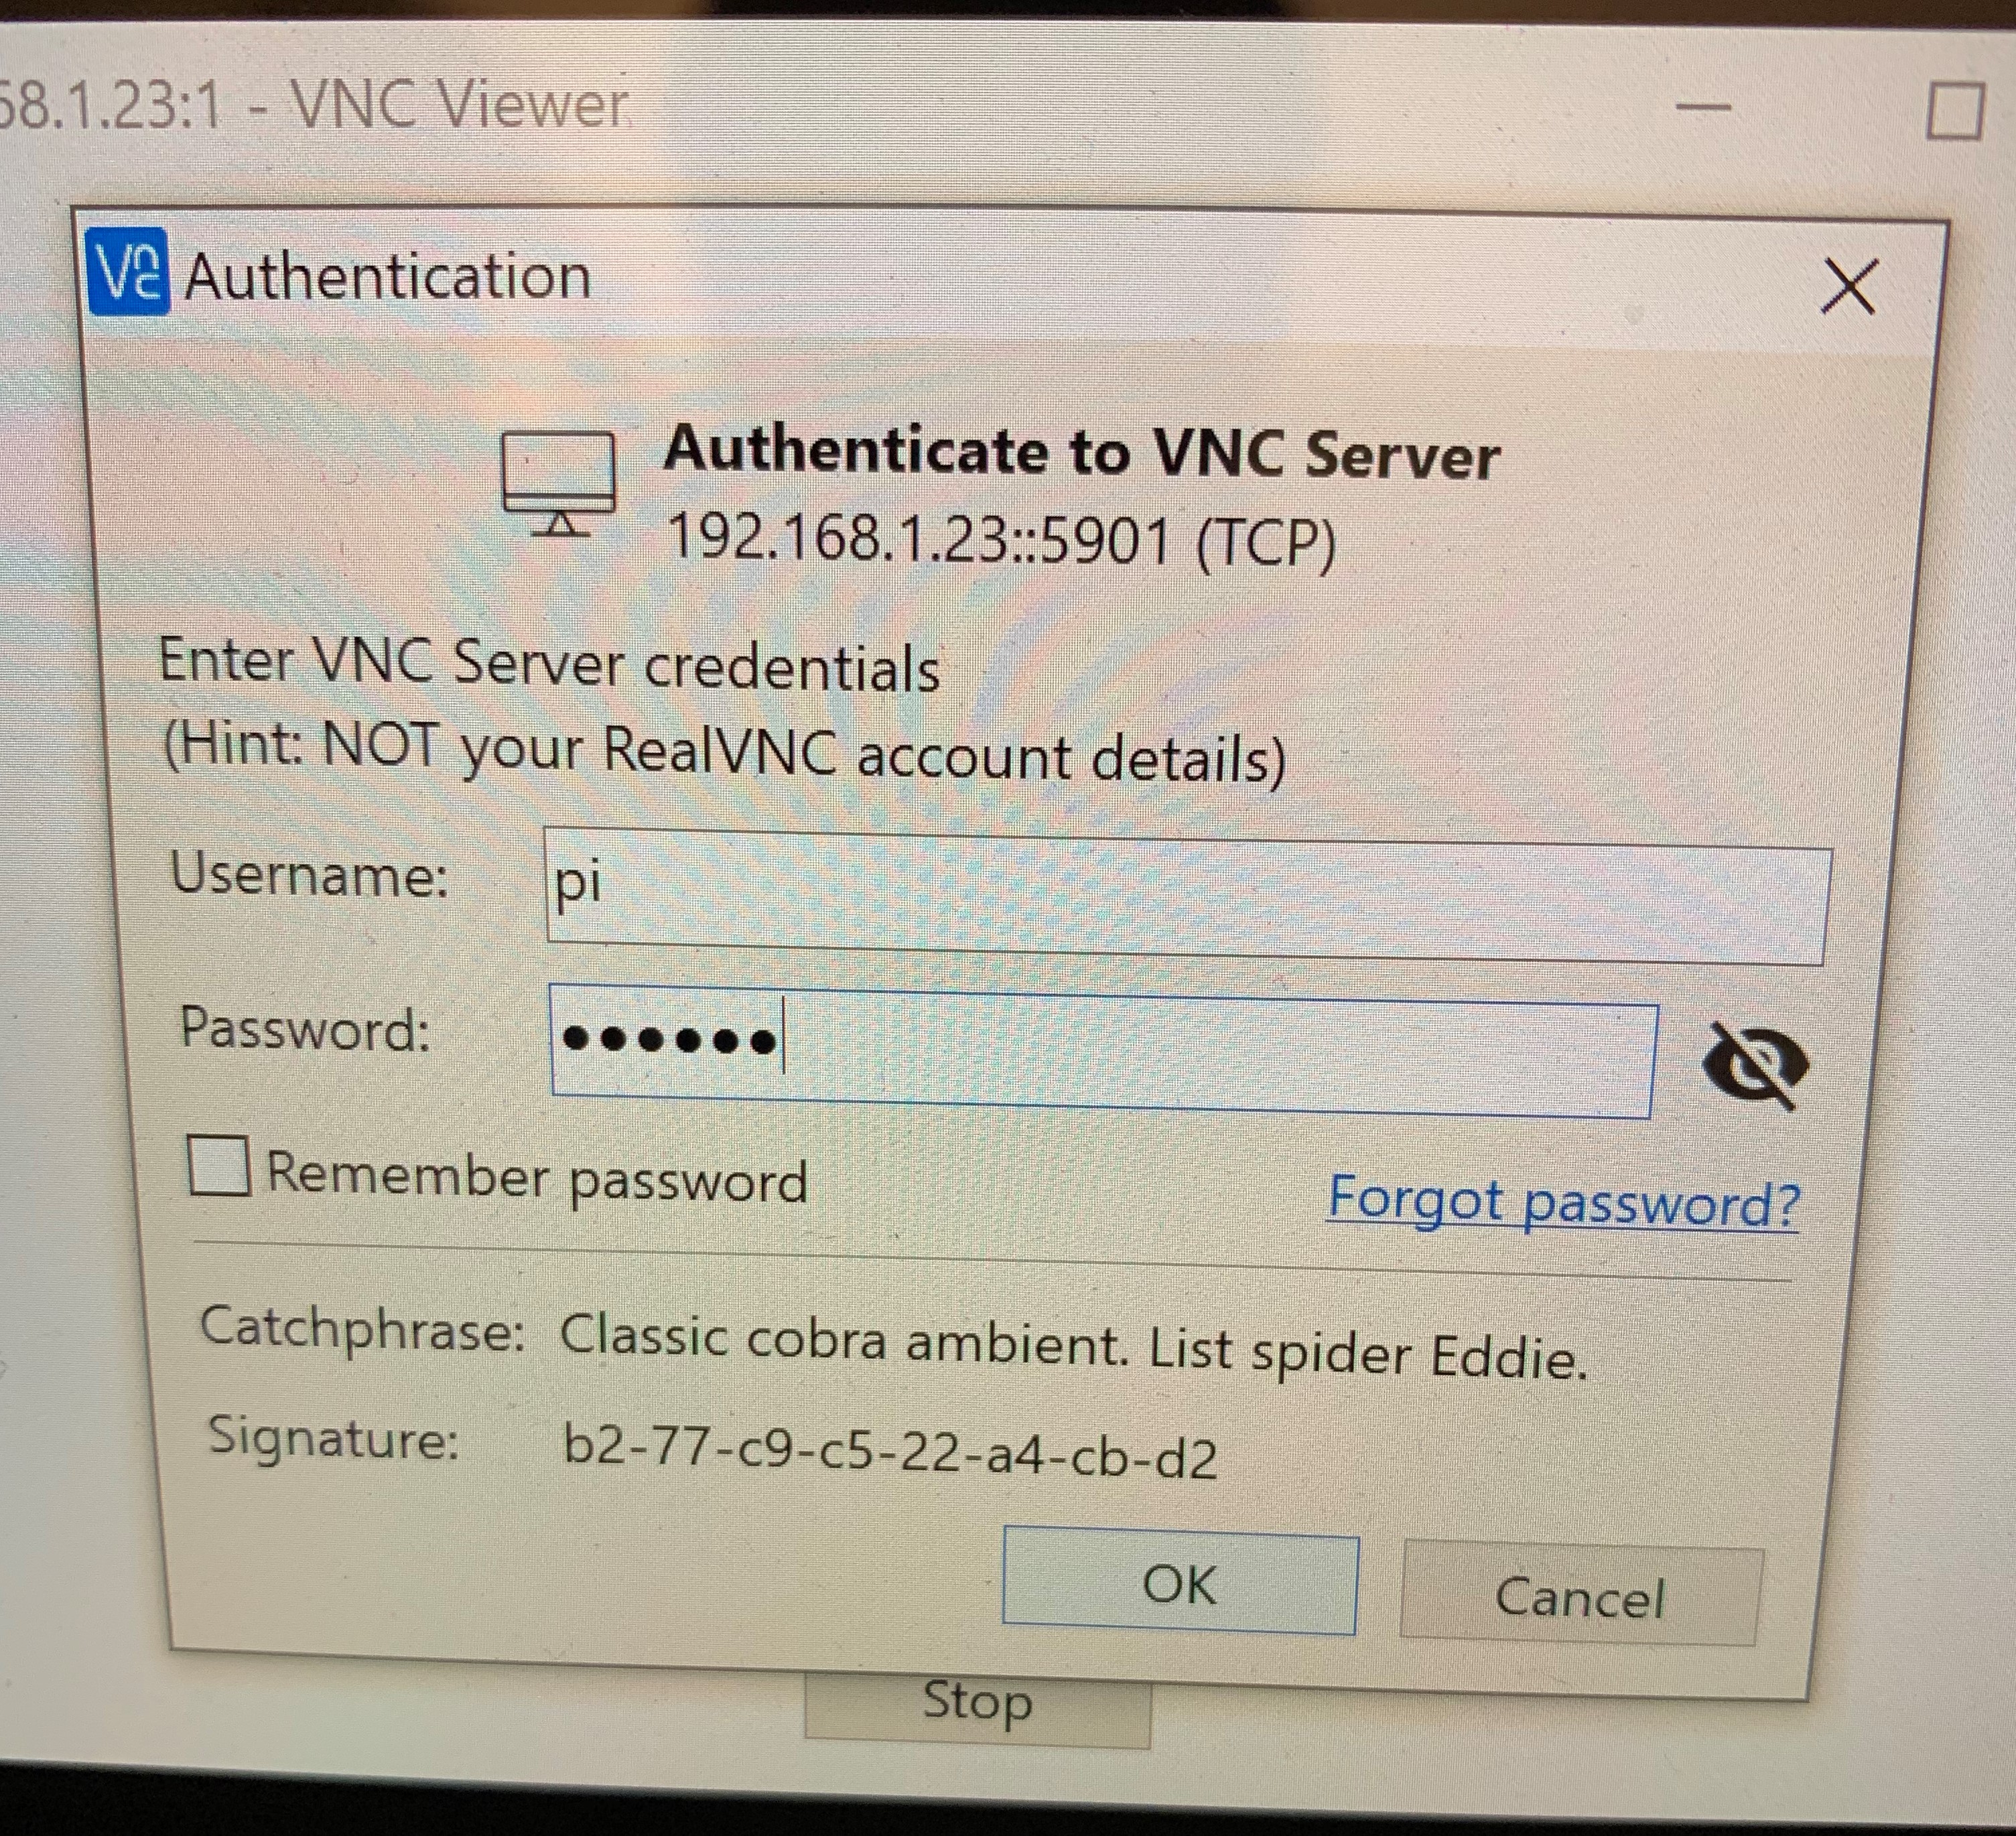 68.1.23:1 - VNC Viewer
VNC Authentication
Authenticate to VNC Server
192.168.1.23::5901 (TCP)
Enter VNC Server credentials
(Hint: NOT your RealVNC account details)
Username: pi
Password: ●●●●●●
Remember password
Forgot password?
Catchphrase: Classic cobra ambient. List spider Eddie.
Signature: b2-77-c9-c5-22-a4-cb-d2
OK Cancel
Stop